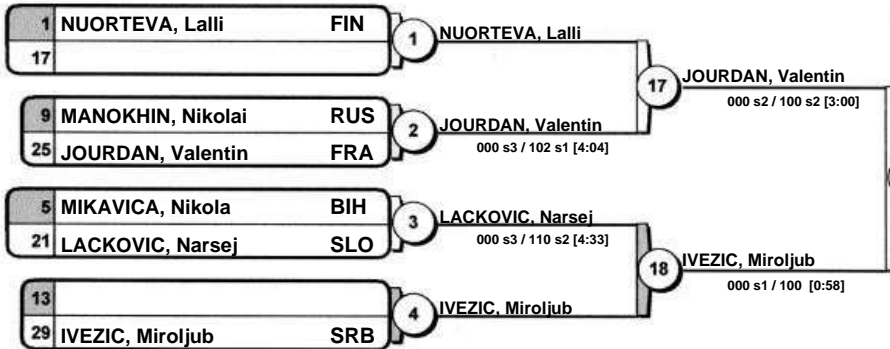 1 NUORTEVA, Lalli FIN
17
1
NUORTEVA, Lalli
9 MANOKHIN, Nikolai RUS
25 JOURDAN, Valentin FRA
2
JOURDAN, Valentin
000 s3 / 102 s1 [4:04]
17
JOURDAN, Valentin
000 s2 / 100 s2 [3:00]
5 MIKAVICA, Nikola BIH
21 LACKOVIC, Narsej SLO
3
LACKOVIC, Narsej
000 s3 / 110 s2 [4:33]
13
29 IVEZIC, Miroljub SRB
4
IVEZIC, Miroljub
18
IVEZIC, Miroljub
000 s1 / 100 [0:58]